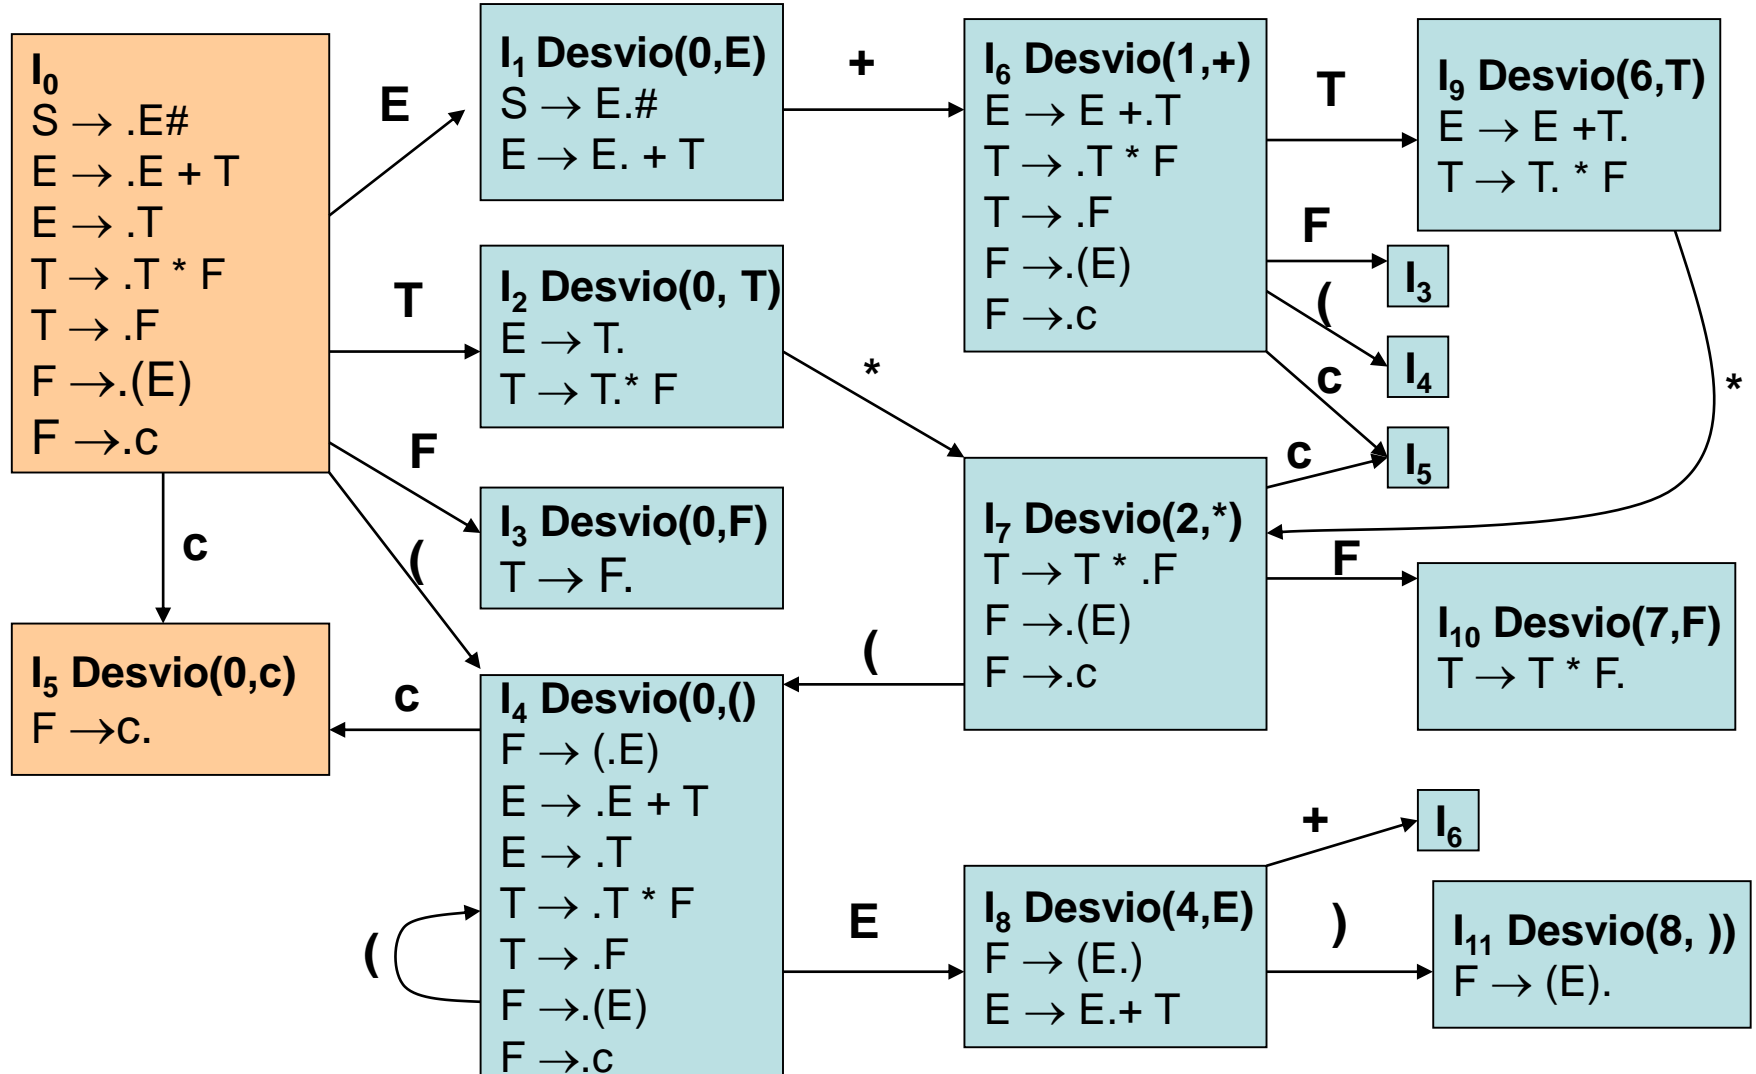 I₀
S → .E#
E → .E + T
E → .T
T → .T * F
T → .F
F →.(E)
F →.c
E
T
F
(
c
I₅ Desvio(0,c)
F →c.
I₁ Desvio(0,E)
S → E.#
E → E. + T
I₂ Desvio(0, T)
E → T.
T → T.* F
I₃ Desvio(0,F)
T → F.
c
I₄ Desvio(0,()
F → (.E)
E → .E + T
E → .T
T → .T * F
T → .F
F →.(E)
F →.c
(
+
*
(
E
I₆ Desvio(1,+)
E → E +.T
T → .T * F
T → .F
F →.(E)
F →.c
I₇ Desvio(2,*)
T → T * .F
F →.(E)
F →.c
I₈ Desvio(4,E)
F → (E.)
E → E.+ T
T
F
(
c
c
F
+
)
I₉ Desvio(6,T)
E → E +T.
T → T. * F
*
I₃
I₄
I₅
I₁₀ Desvio(7,F)
T → T * F.
I₆
I₁₁ Desvio(8, ))
F → (E).